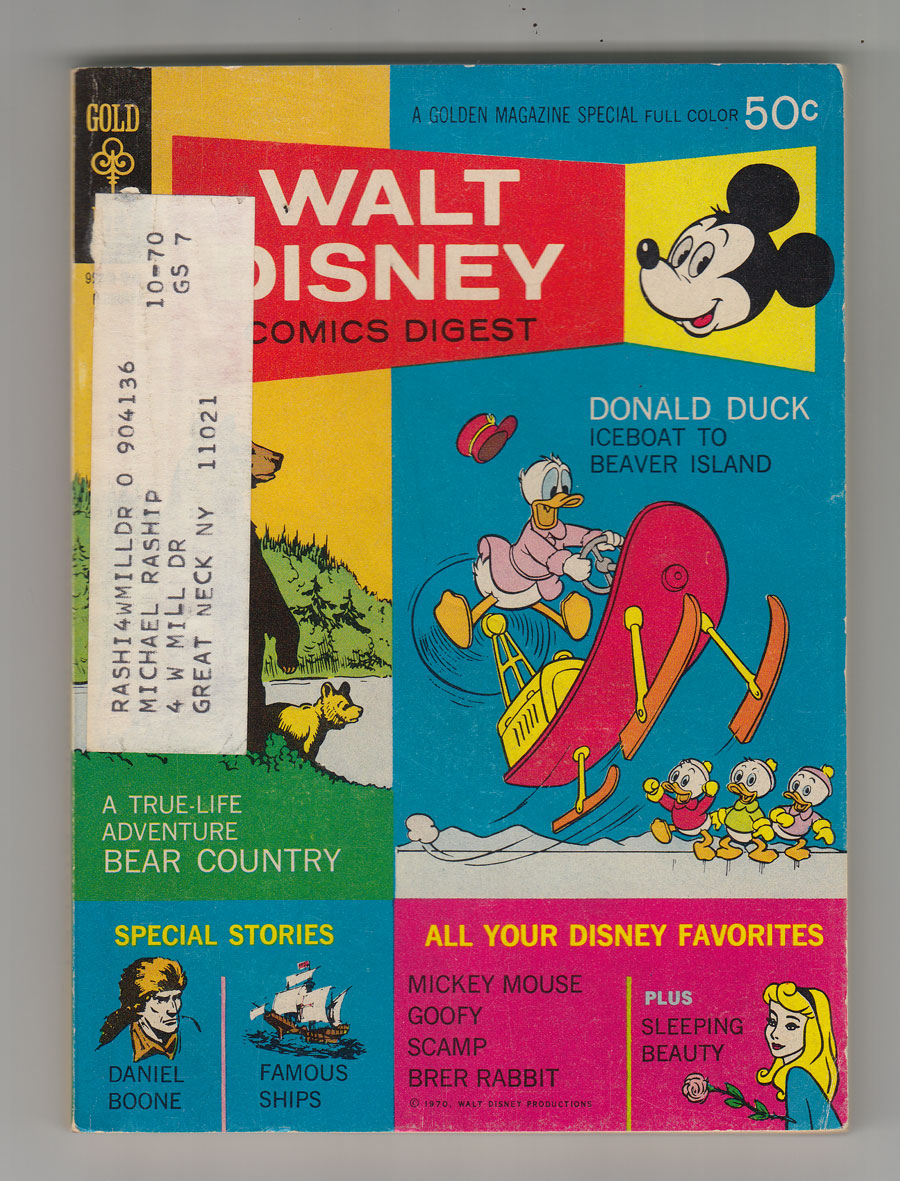 GOLD
A GOLDEN MAGAZINE SPECIAL FULL COLOR 50c
WALT
DISNEY
COMICS DIGEST
10-70
GS 7
RASHI4WMILLDR O 904136
MICHAEL RASHIP
4 W MILL DR
GREAT NECK NY 11021
DONALD DUCK
ICEBOAT TO
BEAVER ISLAND
A TRUE-LIFE
ADVENTURE
BEAR COUNTRY
SPECIAL STORIES
DANIEL
BOONE
FAMOUS
SHIPS
ALL YOUR DISNEY FAVORITES
MICKEY MOUSE
GOOFY
SCAMP
BRER RABBIT
© 1970, WALT DISNEY PRODUCTIONS
PLUS
SLEEPING
BEAUTY